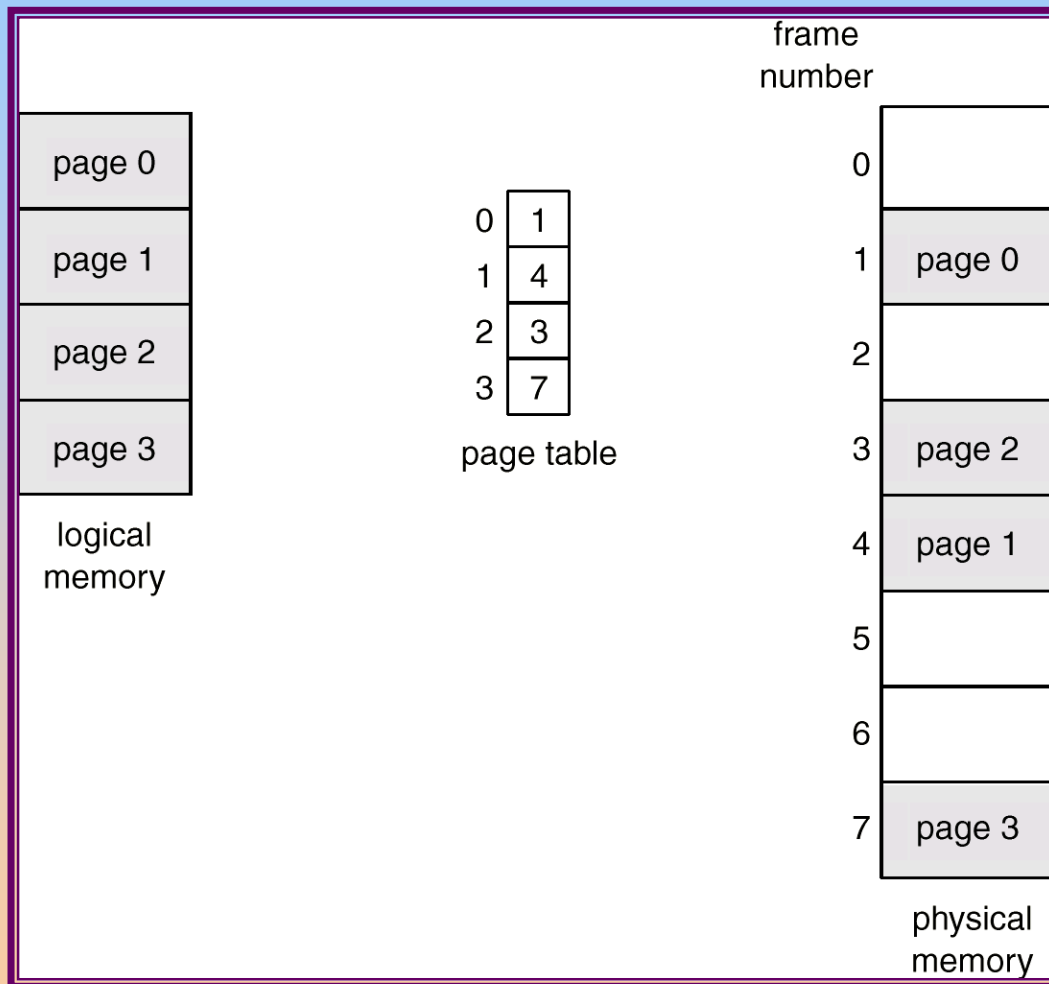 page 0
page 1
page 2
page 3
logical
memory
0 1
1 4
2 3
3 7
page table
frame
number
0
1 page 0
2
3 page 2
4 page 1
5
6
7 page 3
physical
memory